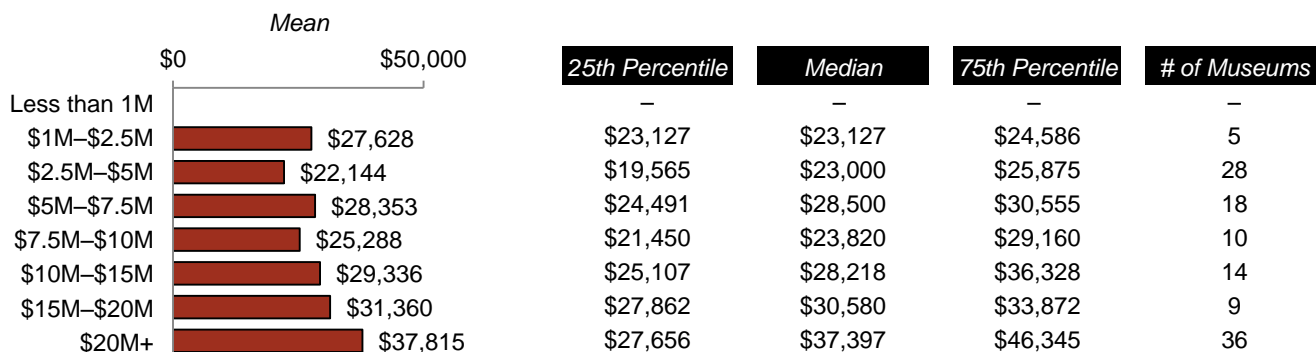 Mean
$0 $50,000 25th Percentile Median 75th Percentile # of Museums
Less than 1M – – – –
$1M–$2.5M $27,628 $23,127 $23,127 $24,586 5
$2.5M–$5M $22,144 $19,565 $23,000 $25,875 28
$5M–$7.5M $28,353 $24,491 $28,500 $30,555 18
$7.5M–$10M $25,288 $21,450 $23,820 $29,160 10
$10M–$15M $29,336 $25,107 $28,218 $36,328 14
$15M–$20M $31,360 $27,862 $30,580 $33,872 9
$20M+ $37,815 $27,656 $37,397 $46,345 36